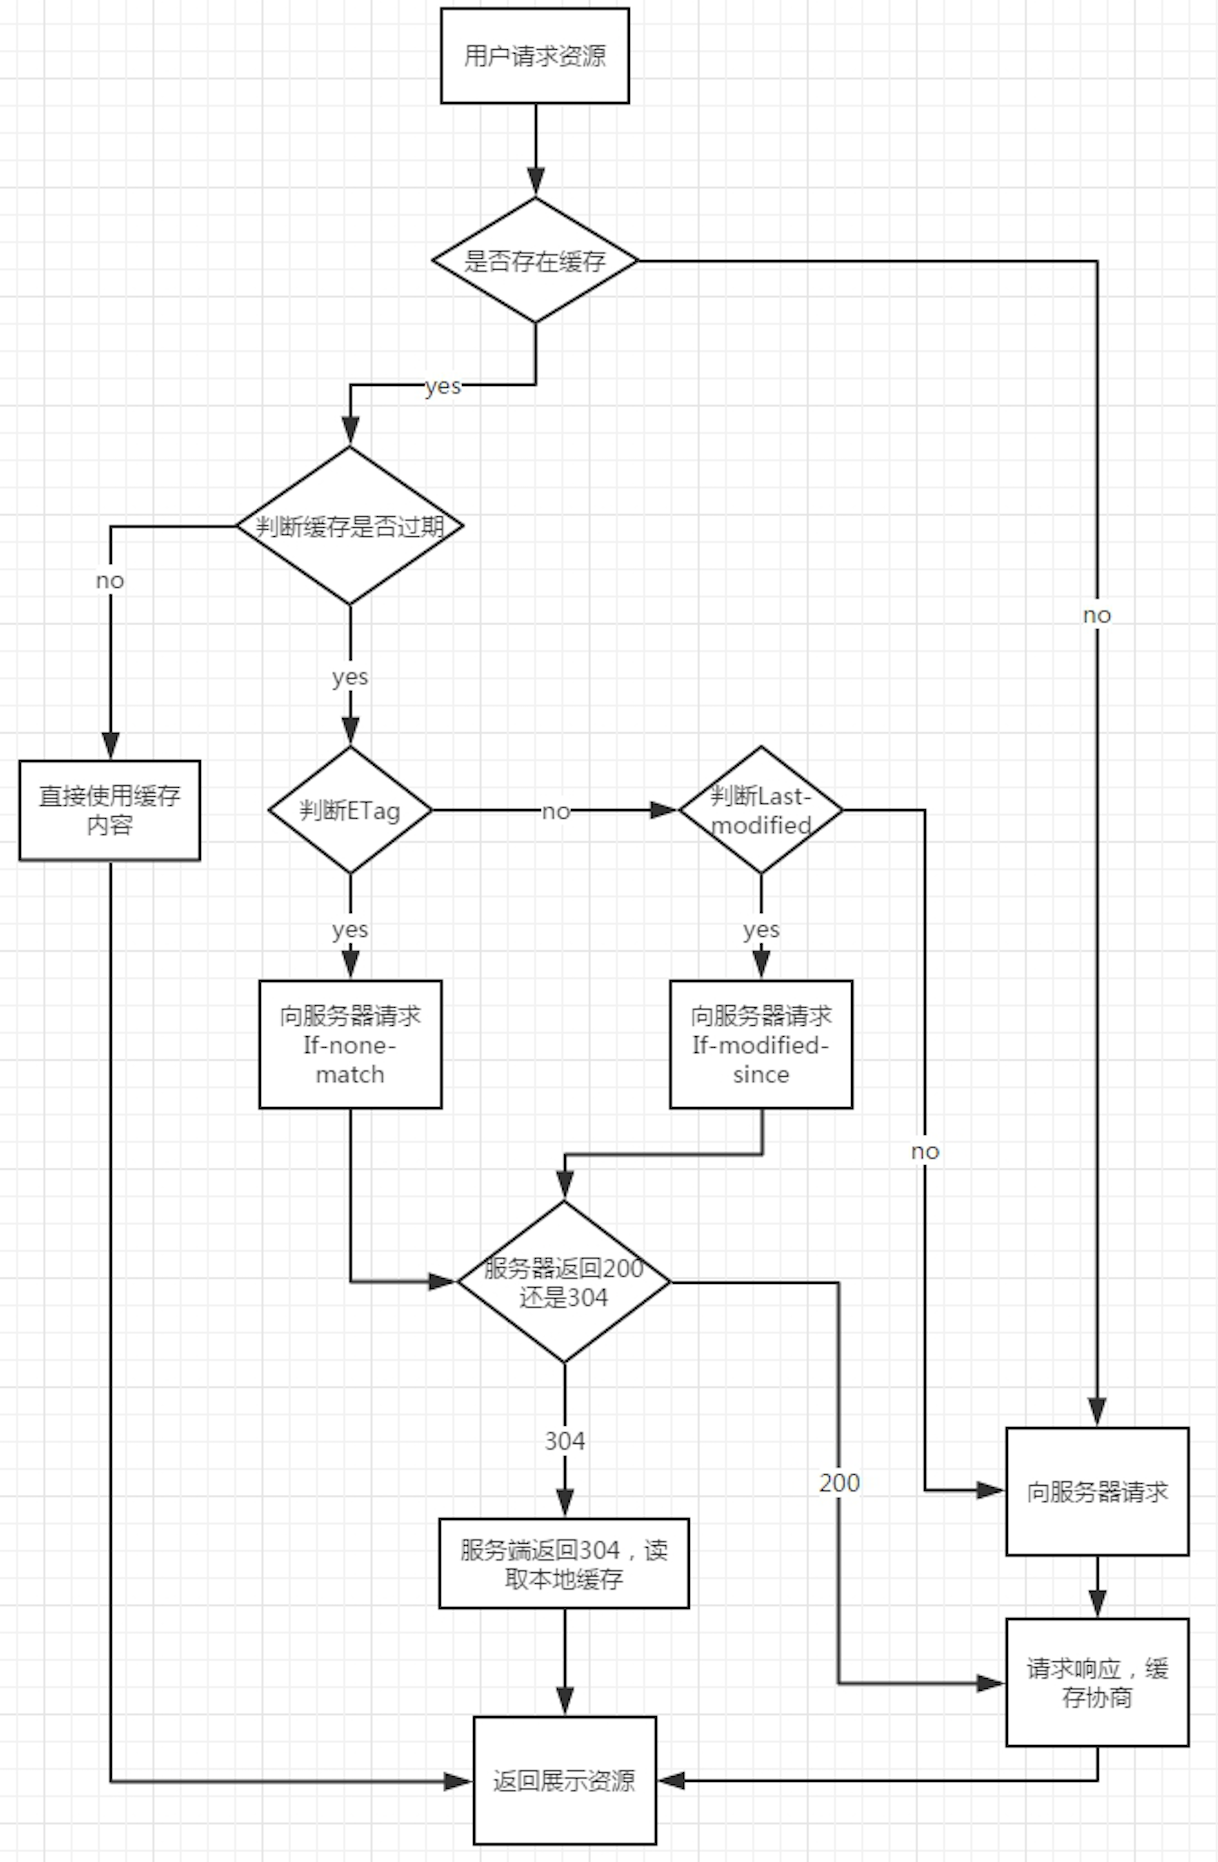 用户请求资源
是否存在缓存
yes
判断缓存是否过期
no
no
yes
直接使用缓存
内容
判断ETag
no
判断Last-
modified
yes
yes
向服务器请求
If-none-
match
向服务器请求
If-modified-
since
no
服务器返回200
还是304
304
200
向服务器请求
服务端返回304，读
取本地缓存
请求响应，缓
存协商
返回展示资源